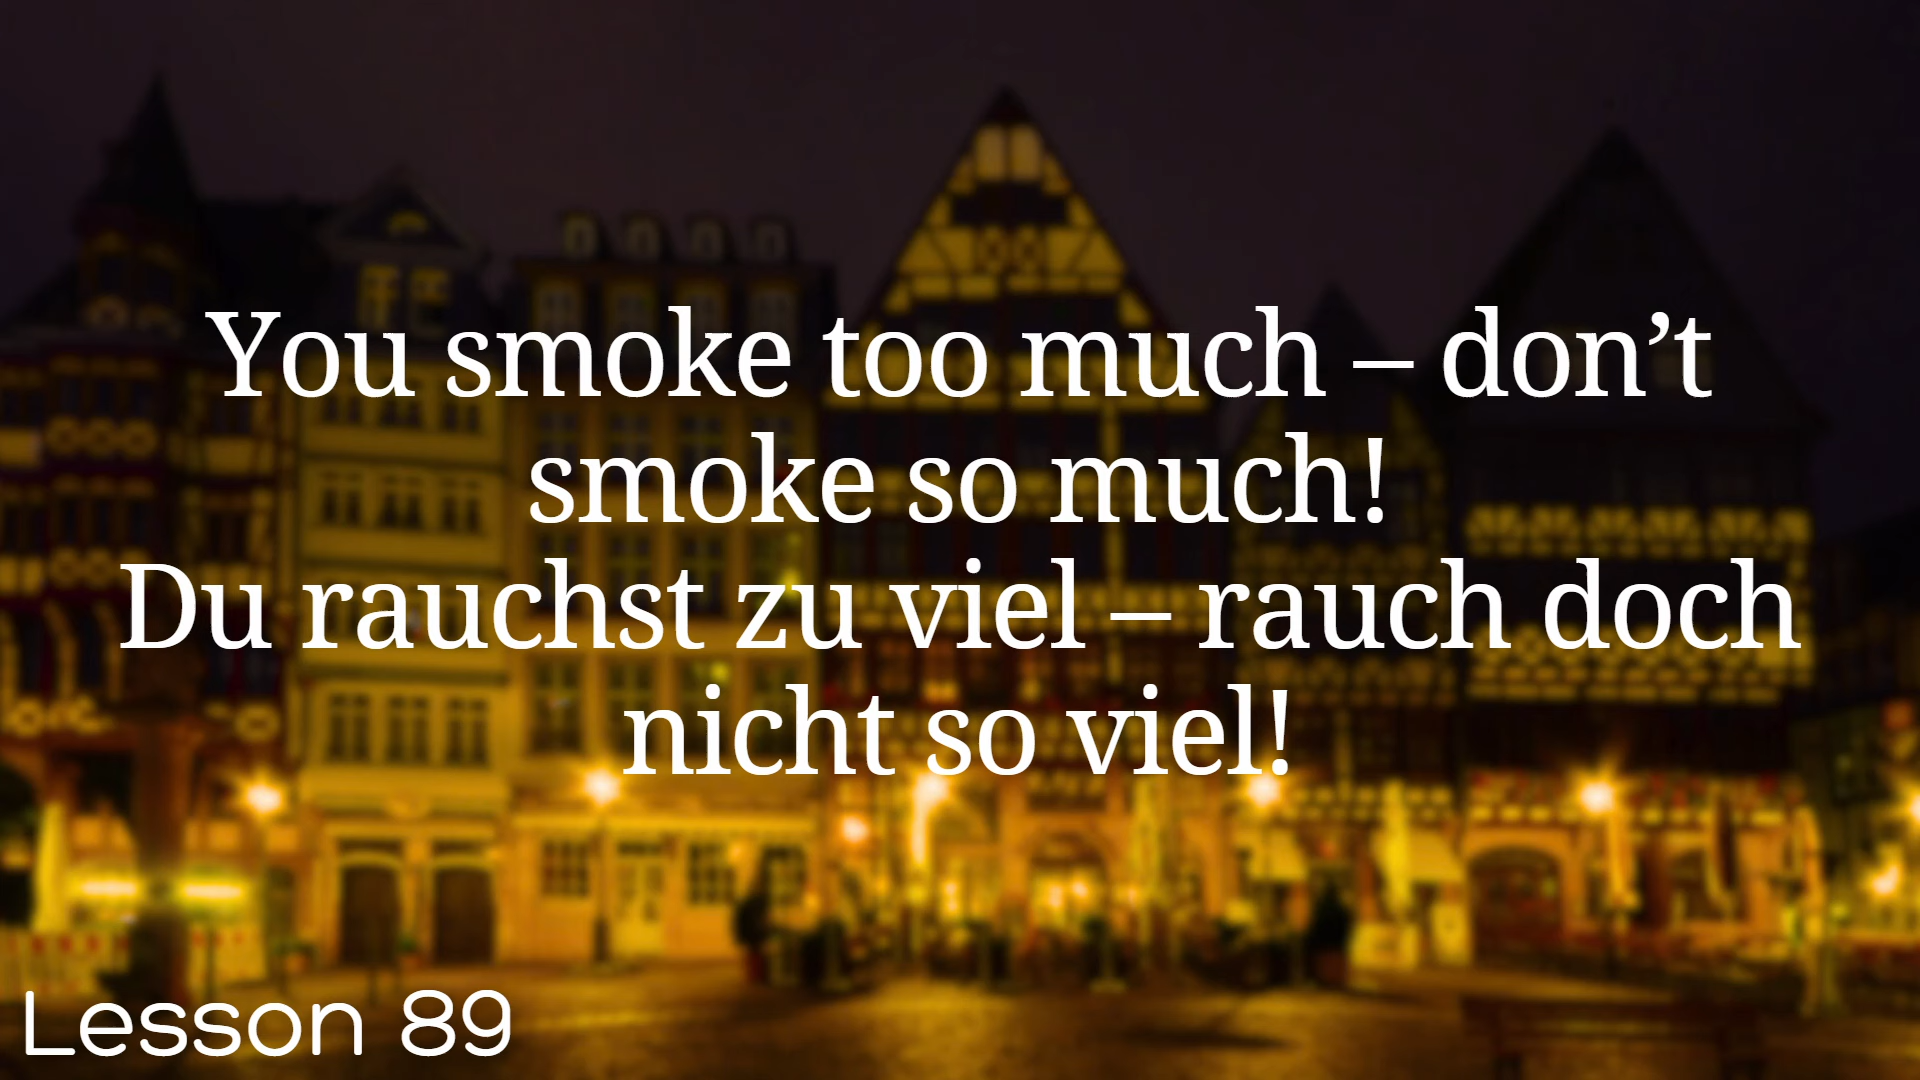 You smoke too much – don’t
smoke so much!
Du rauchst zu viel – rauch doch
nicht so viel!
Lesson 89